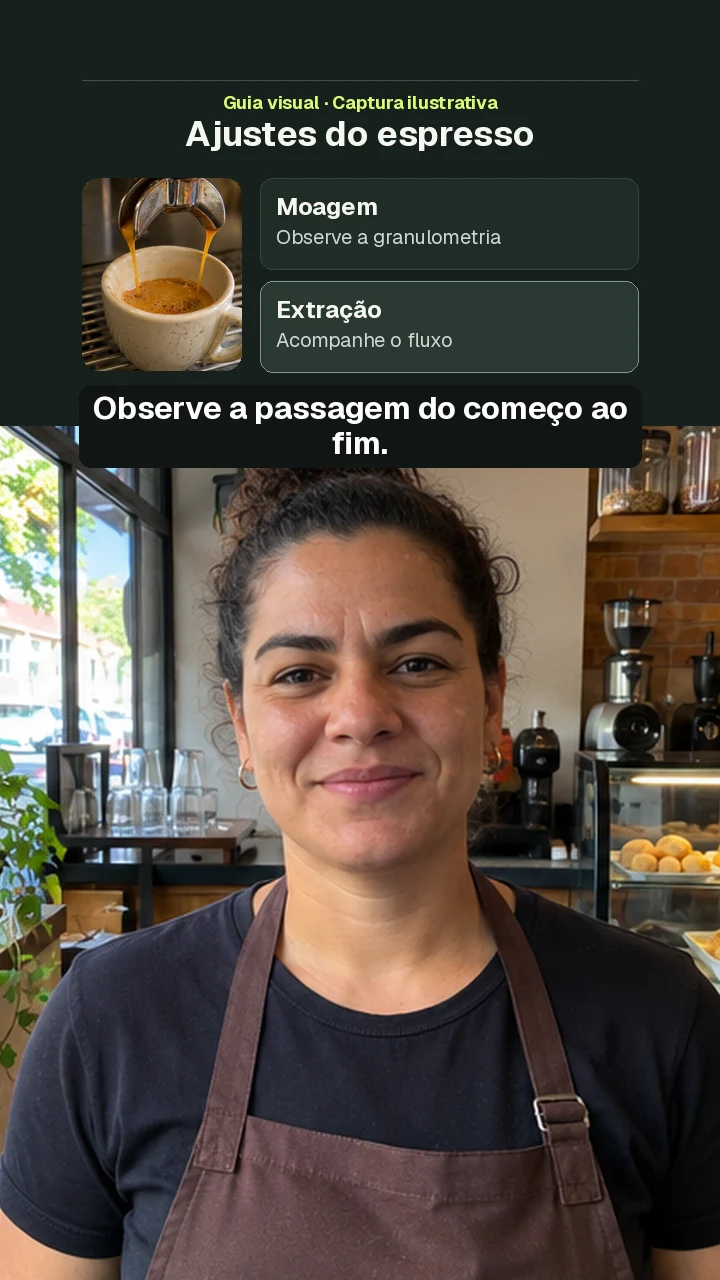 Guia visual · Captura ilustrativa
Ajustes do espresso
Moagem
Observe a granulometria
Extração
Acompanhe o fluxo
Observe a passagem do começo ao
fim.